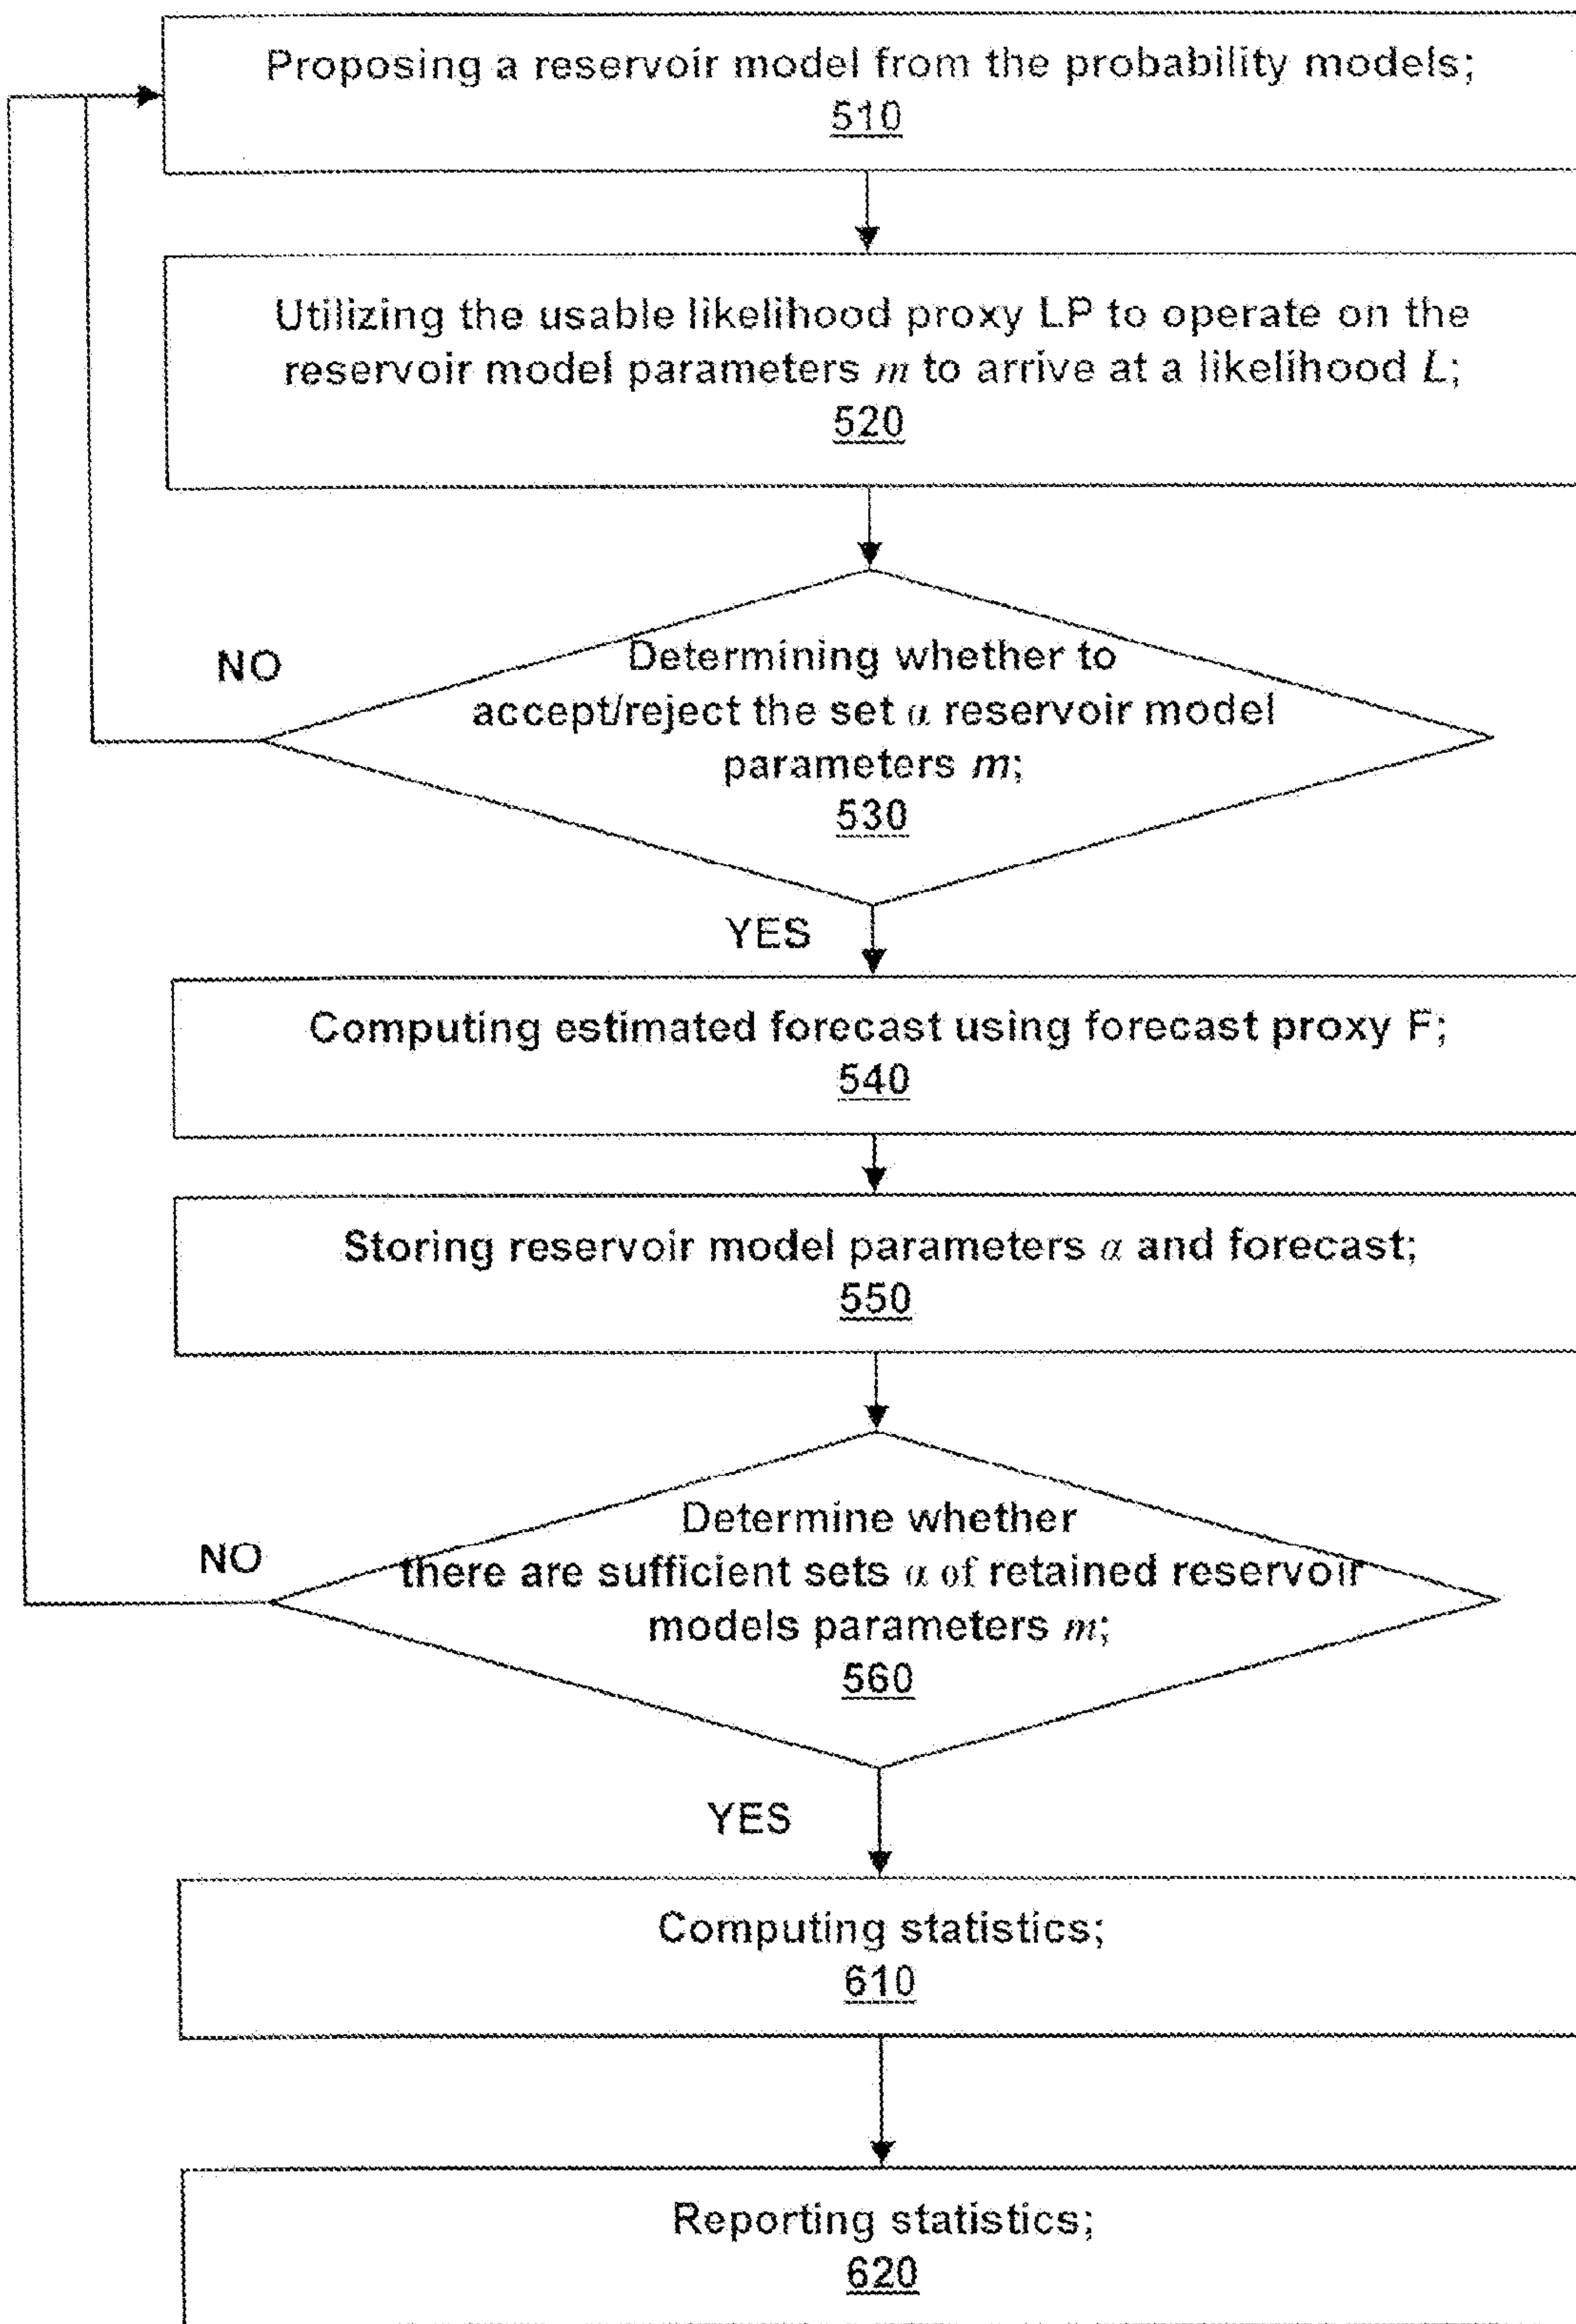 Proposing a reservoir model from the probability models;
510
Utilizing the usable likelihood proxy LP to operate on the
reservoir model parameters m to arrive at a likelihood L;
520
NO
Determining whether to
accept/reject the set α reservoir model
parameters m;
530
YES
Computing estimated forecast using forecast proxy F;
540
Storing reservoir model parameters α and forecast;
550
NO
Determine whether
there are sufficient sets α of retained reservoir
models parameters m;
560
YES
Computing statistics;
610
Reporting statistics;
620